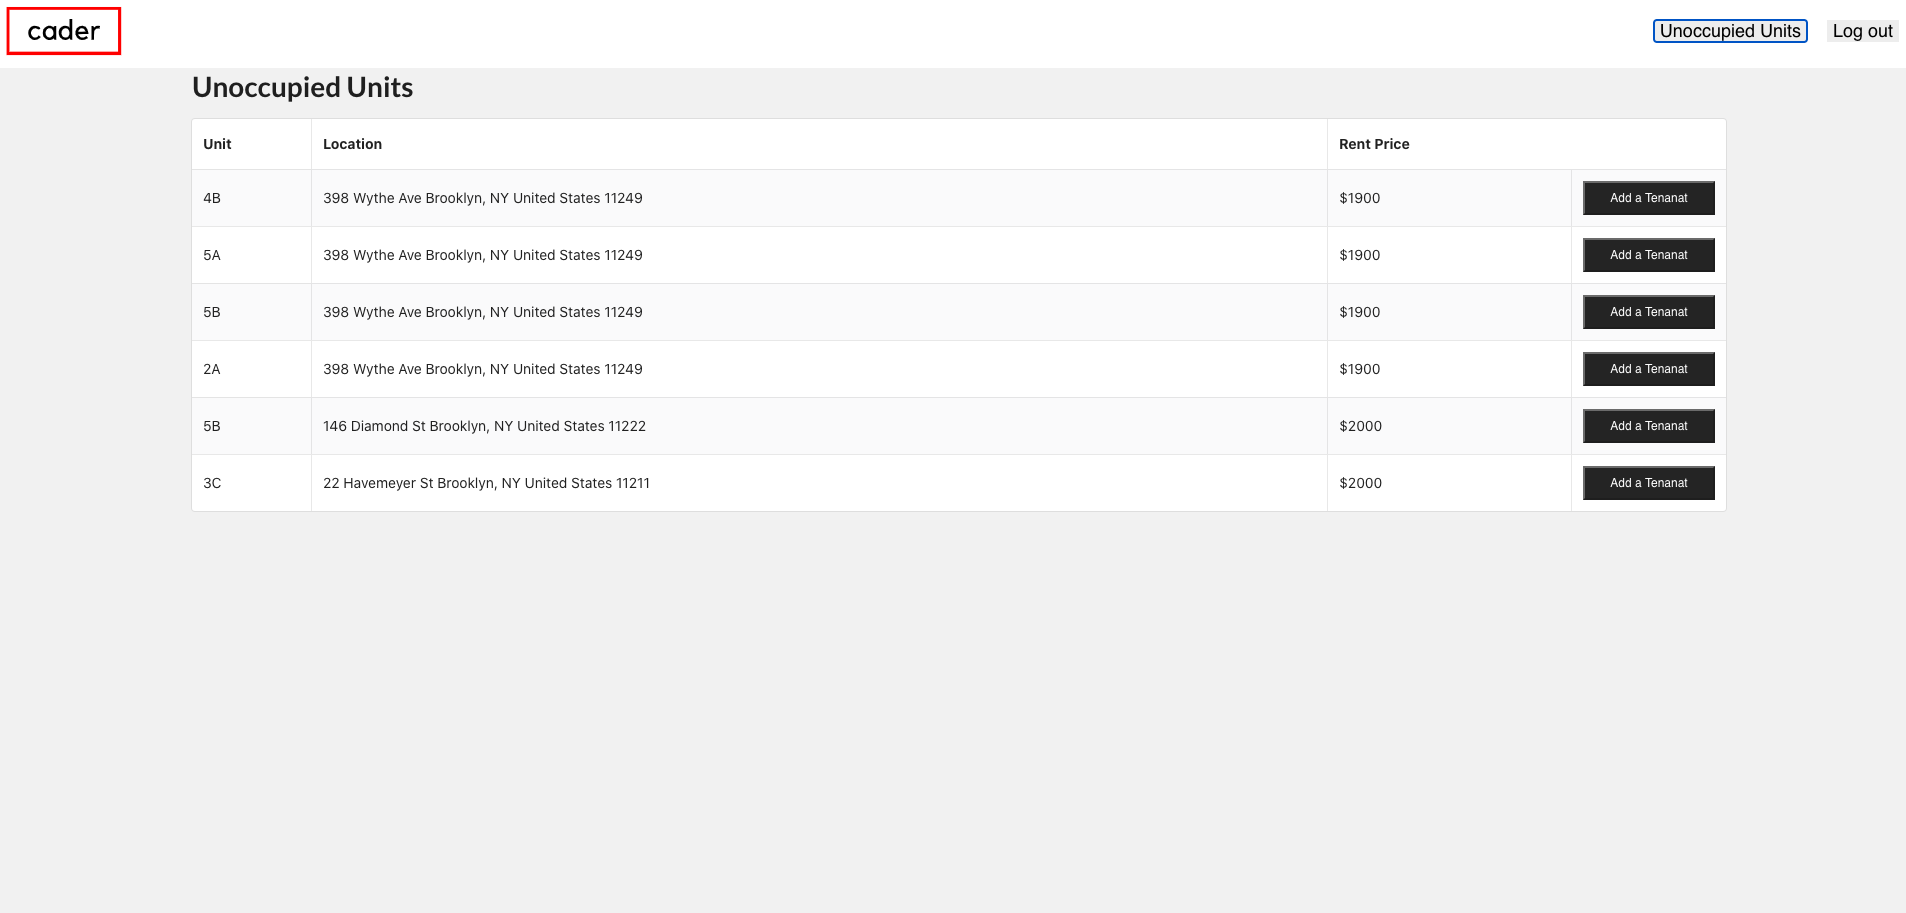 cader
Unoccupied Units Log out
Unoccupied Units
Unit Location Rent Price
4B 398 Wythe Ave Brooklyn, NY United States 11249 $1900 Add a Tenanat
5A 398 Wythe Ave Brooklyn, NY United States 11249 $1900 Add a Tenanat
5B 398 Wythe Ave Brooklyn, NY United States 11249 $1900 Add a Tenanat
2A 398 Wythe Ave Brooklyn, NY United States 11249 $1900 Add a Tenanat
5B 146 Diamond St Brooklyn, NY United States 11222 $2000 Add a Tenanat
3C 22 Havemeyer St Brooklyn, NY United States 11211 $2000 Add a Tenanat